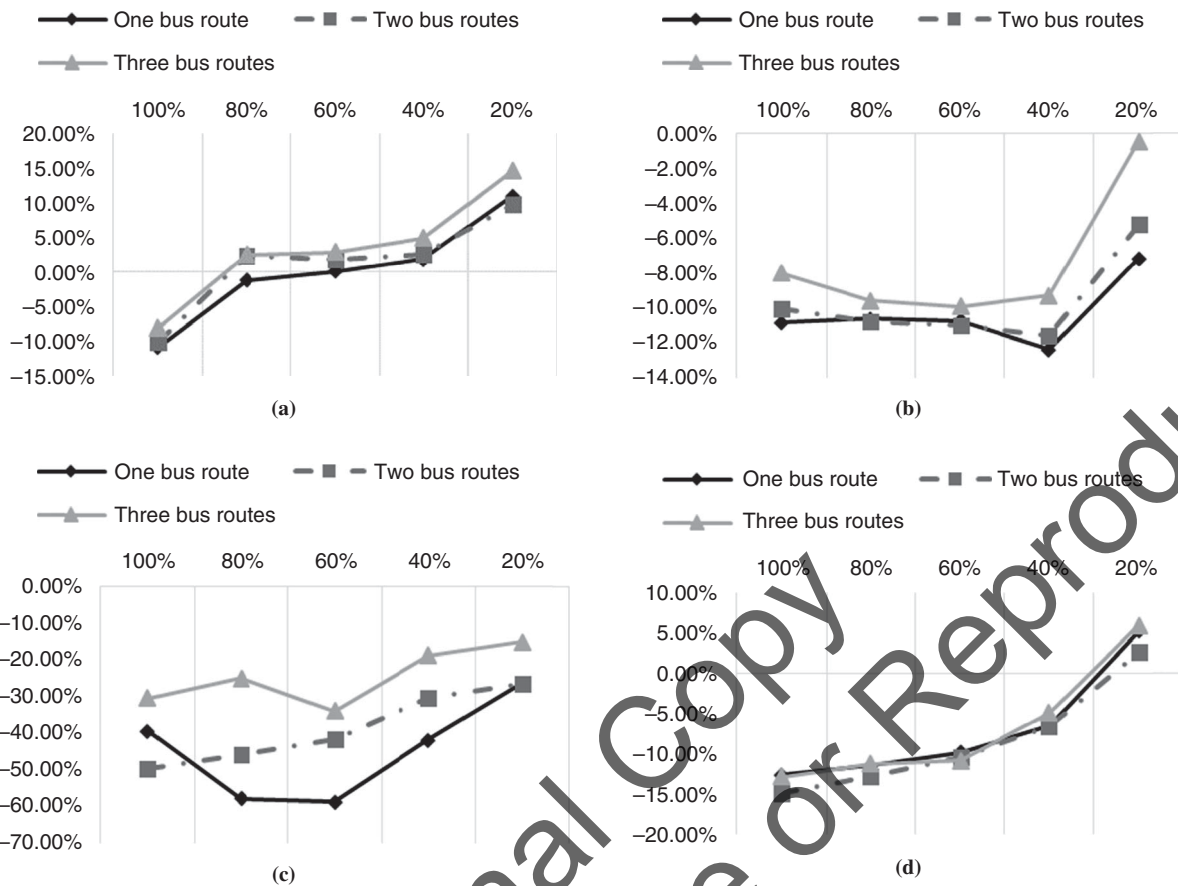 One bus route Two bus routes
Three bus routes
100% 80% 60% 40% 20%
20.00%
15.00%
10.00%
5.00%
0.00%
–5.00%
–10.00%
–15.00%
(a)
One bus route Two bus routes
Three bus routes
100% 80% 60% 40% 20%
0.00%
–2.00%
–4.00%
–6.00%
–8.00%
–10.00%
–12.00%
–14.00%
(b)
One bus route Two bus routes
Three bus routes
100% 80% 60% 40% 20%
0.00%
–10.00%
–20.00%
–30.00%
–40.00%
–50.00%
–60.00%
–70.00%
(c)
One bus route Two bus routes
Three bus routes
100% 80% 60% 40% 20%
10.00%
5.00%
0.00%
–5.00%
–10.00%
–15.00%
–20.00%
(d)
Copy
or